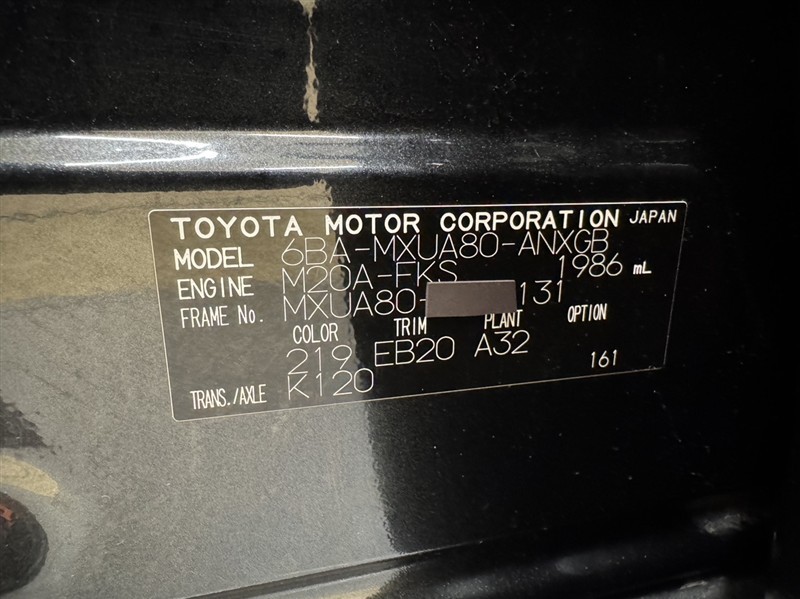 TOYOTA MOTOR CORPORATION JAPAN
MODEL 6BA-MXUA80-ANXGB
ENGINE M20A-FKS 1986 mL
FRAME No. MXUA80- 131
COLOR TRIM PLANT OPTION
219 EB20 A32 161
TRANS./AXLE K120